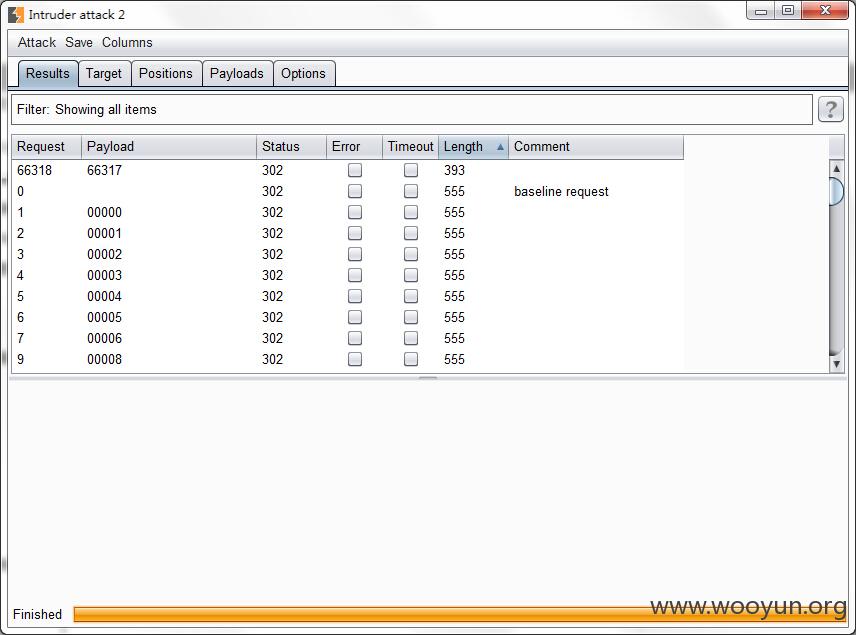 Intruder attack 2
Attack Save Columns
Results Target Positions Payloads Options
Filter: Showing all items ?
Request Payload Status Error Timeout Length Comment
66318 66317 302 393
0 302 555 baseline request
1 00000 302 555
2 00001 302 555
3 00002 302 555
4 00003 302 555
5 00004 302 555
6 00005 302 555
7 00006 302 555
9 00008 302 555
Finished
www.wooyun.org